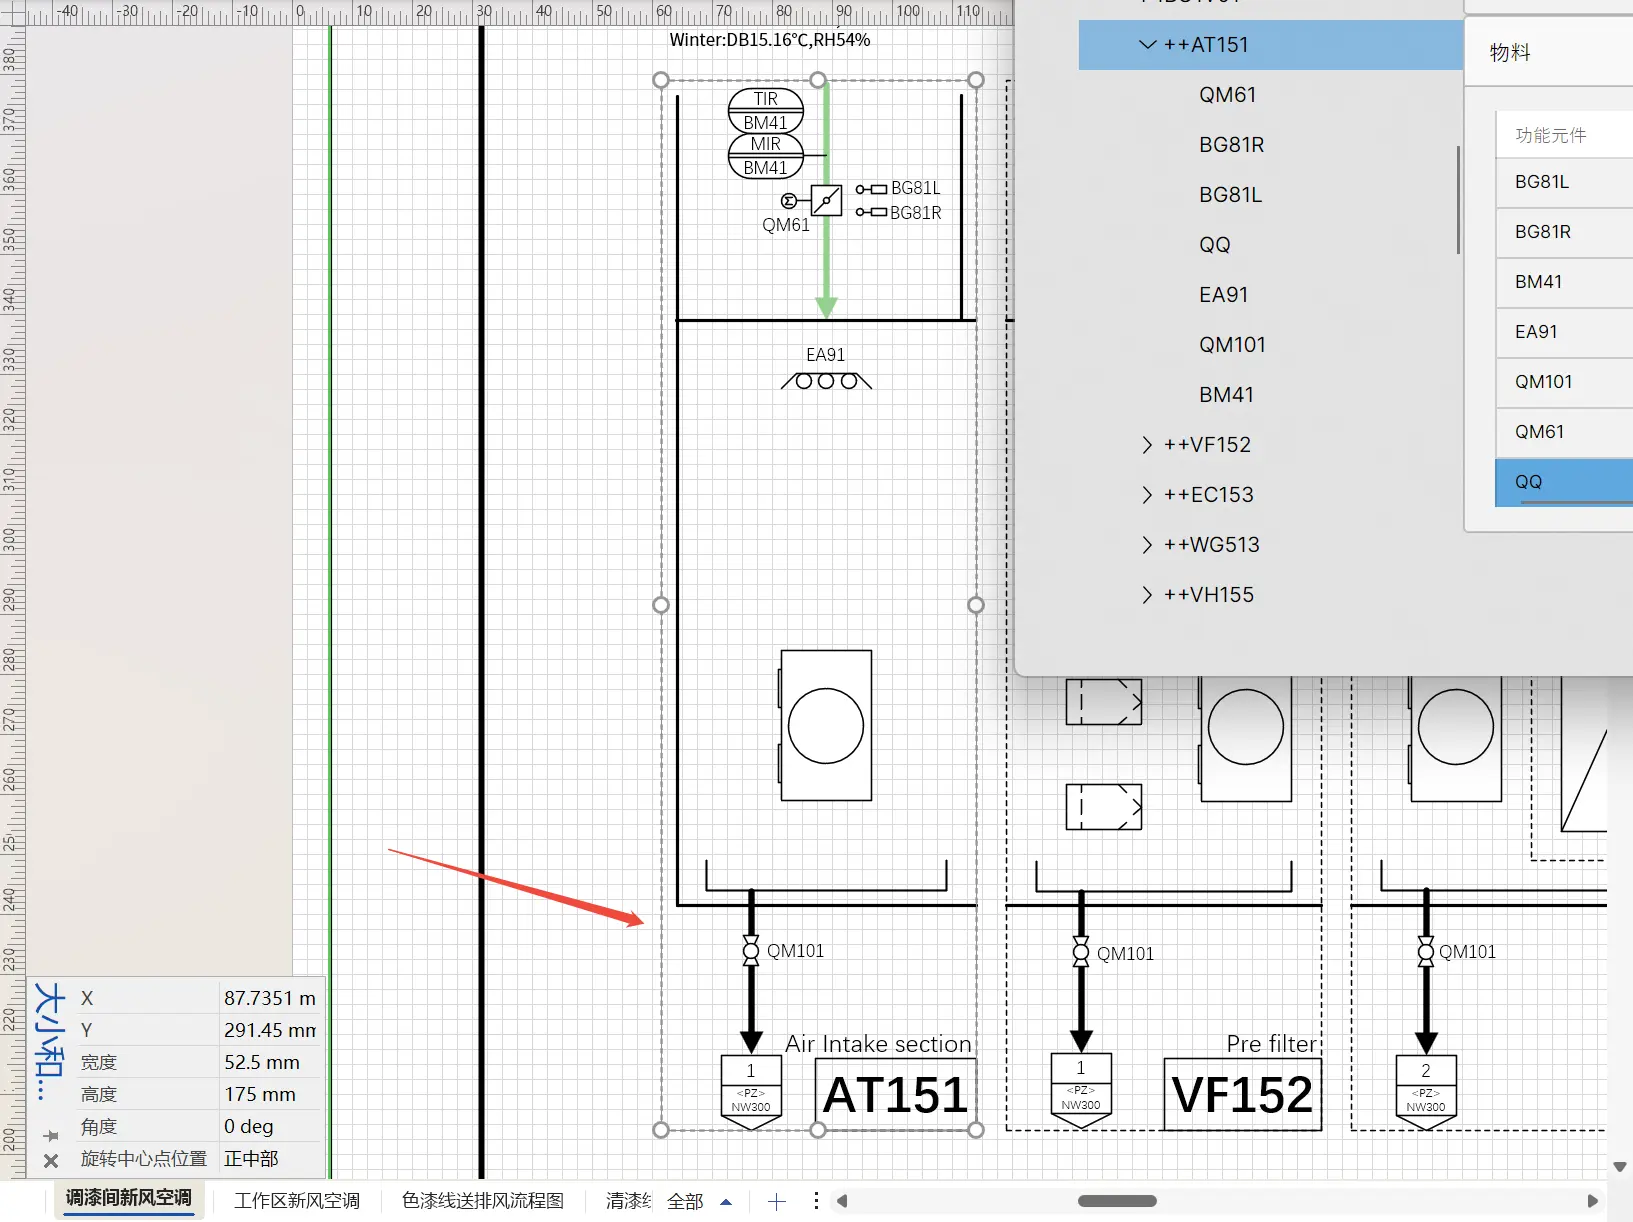 -40 -30 -20 -10 0 10 20 30 40 50 60 70 80 90 100 110
380
370
360
350
340
330
320
310
300
290
280
270
260
250
240
230
220
200
Winter:DB15.16℃,RH54%
TIR
BM41
MIR
BM41
BG81L
BG81R
QM61
EA91
QM101
Air Intake section
1
<PZ>
NW300
AT151
QM101
Pre filter
1
<PZ>
NW300
VF152
QM101
2
<PZ>
NW300
++AT151
QM61
BG81R
BG81L
QQ
EA91
QM101
BM41
++VF152
++EC153
++WG513
++VH155
物料
功能元件
BG81L
BG81R
BM41
EA91
QM101
QM61
QQ
大小和...
X 87.7351 m
Y 291.45 mm
宽度 52.5 mm
高度 175 mm
角度 0 deg
旋转中心点位置 正中部
调漆间新风空调 工作区新风空调 色漆线送排风流程图 清漆线 全部